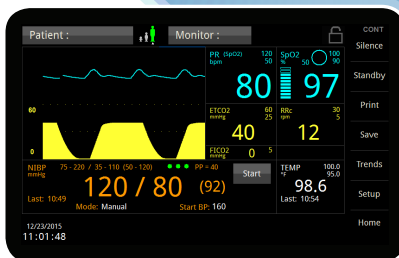 Patient :
Monitor :
CONT
Silence
Standby
Print
Save
Trends
Setup
Home
PR (SpO2) 120
bpm 50
80
SpO2 100
% 50 90
97
60
0
ETCO2 60
mmHg 25
40
RRc 30
rpm 5
12
FICO2 0 5
mmHg
NIBP 75 - 220 / 35 - 110 (50 - 120) PP = 40
mmHg
120 / 80 (92)
Last: 10:49
Mode: Manual Start BP: 160
Start
TEMP 100.0
°F 95.0
98.6
Last: 10:54
12/23/2015
11:01:48